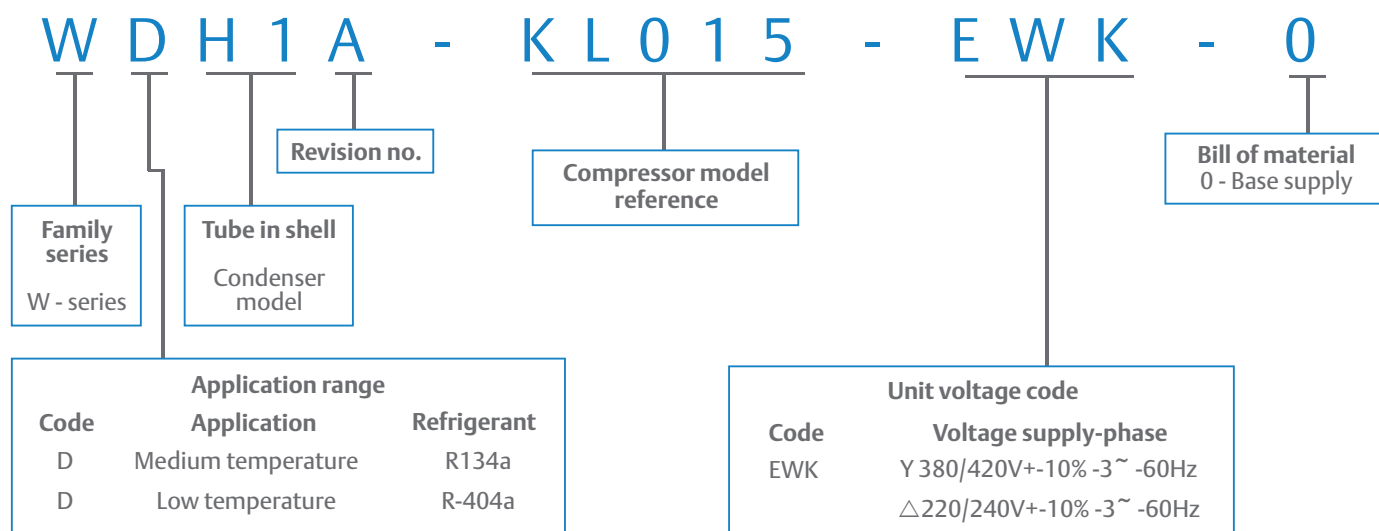 W D H 1 A - K L 0 1 5 - E W K - 0
Revision no.
Compressor model
reference
Bill of material
0 - Base supply
Family
series
W - series
Tube in shell
Condenser
model
Application range
Code Application Refrigerant
D Medium temperature R134a
D Low temperature R-404a
Unit voltage code
Code Voltage supply-phase
EWK Y 380/420V+-10% -3~ -60Hz
△220/240V+-10% -3~ -60Hz